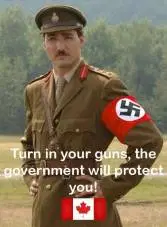 Turn in your guns, the
government will protect
you!